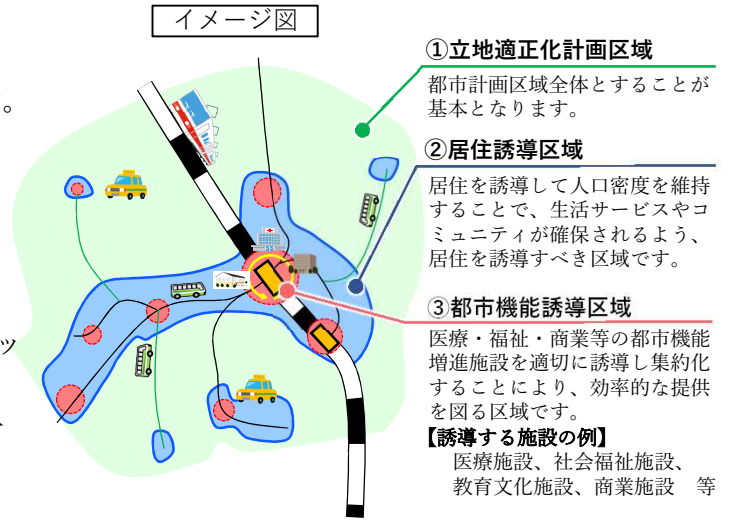 イメージ図
①立地適正化計画区域
都市計画区域全体とすることが
基本となります。
②居住誘導区域
居住を誘導して人口密度を維持
することで、生活サービスやコ
ミュニティが確保されるよう、
居住を誘導すべき区域です。
③都市機能誘導区域
医療・福祉・商業等の都市機能
増進施設を適切に誘導し集約化
することにより、効率的な提供
を図る区域です。
【誘導する施設の例】
医療施設、社会福祉施設、
教育文化施設、商業施設　等
。
ッ